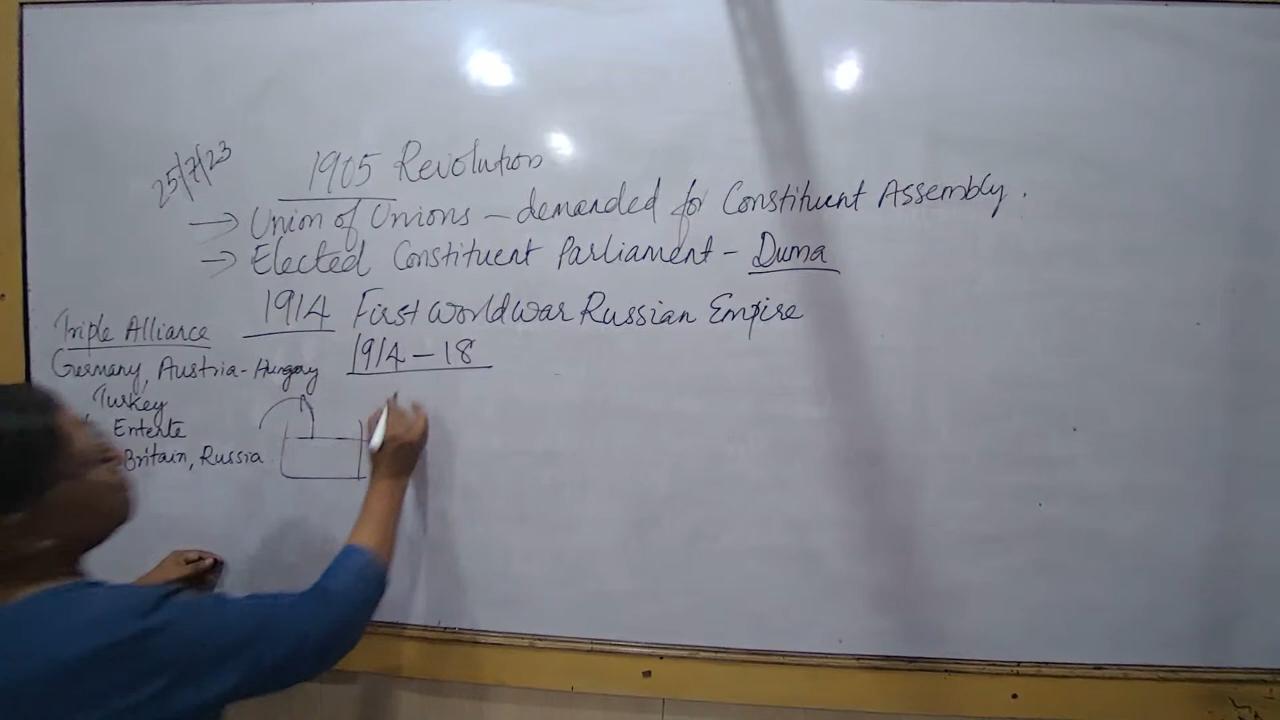 25/7/23
1905 Revolution
→ Union of Unions - demanded for Constituent Assembly.
→ Elected Constituent Parliament - Duma
1914 First World War Russian Empire
1914-18
Triple Alliance
Germany, Austria-Hungary
Turkey
Entente
Britain, Russia